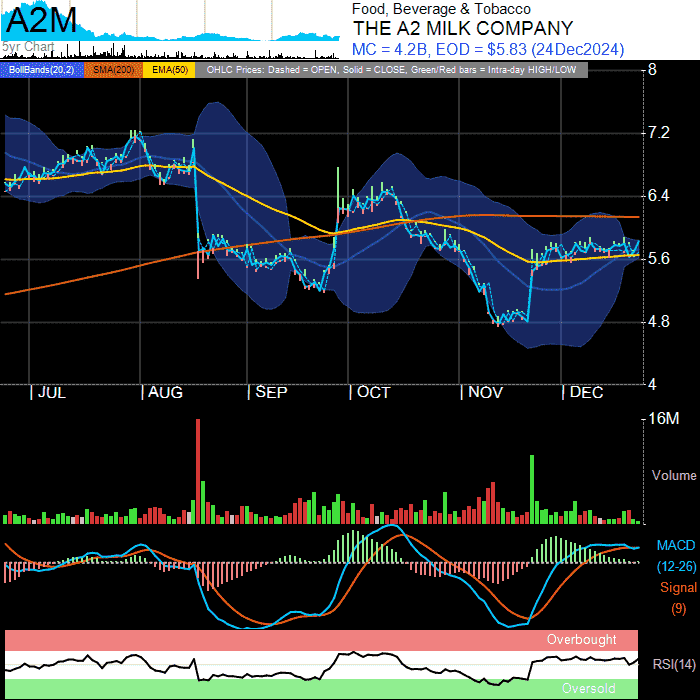 A2M
5yr Chart
Food, Beverage & Tobacco
THE A2 MILK COMPANY
MC = 4.2B, EOD = $5.83 (24Dec2024)
BollBands(20,2) SMA(200) EMA(50) OHLC Prices: Dashed = OPEN, Solid = CLOSE, Green/Red bars = Intra-day HIGH/LOW
8
7.2
6.4
5.6
4.8
4
JUL AUG SEP OCT NOV DEC
16M
Volume
MACD
(12-26)
Signal
(9)
Overbought
RSI(14)
Oversold